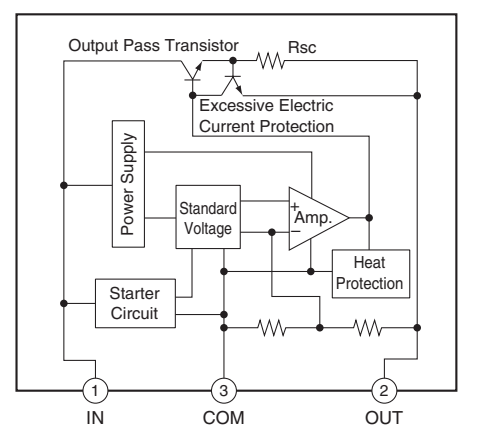 Output Pass Transistor
Rsc
Excessive Electric
Current Protection
Power Supply
Standard
Voltage
+
Amp.
−
Heat
Protection
Starter
Circuit
1
3
2
IN
COM
OUT